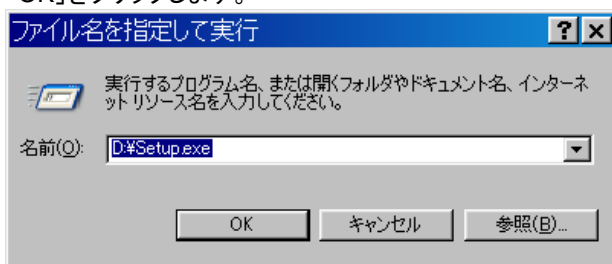 OK]をクリックします。
ファイル名を指定して実行
実行するプログラム名、または開くフォルダやドキュメント名、インターネ
ット リソース名を入力してください。
名前(O):
D:¥Setup.exe
OK
キャンセル
参照(B)...